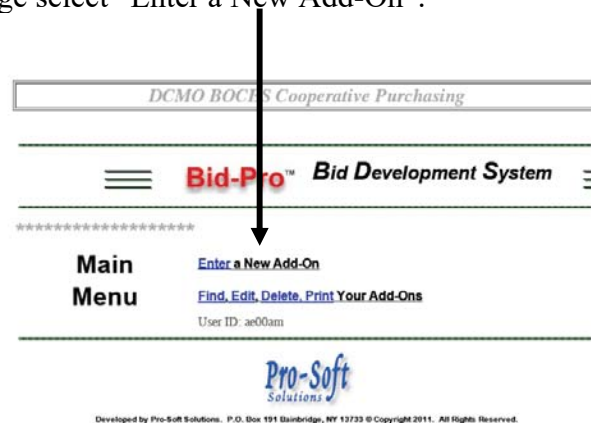 ge select "Enter a New Add-On".
DCMO BOCES Cooperative Purchasing
Bid-Pro™ Bid Development System
********************
Main Menu
Enter a New Add-On
Find, Edit, Delete, Print Your Add-Ons
User ID: ae00am
Pro-Soft
Solutions
Developed by Pro-Soft Solutions. P.O. Box 191 Bainbridge, NY 13733 © Copyright 2011. All Rights Reserved.